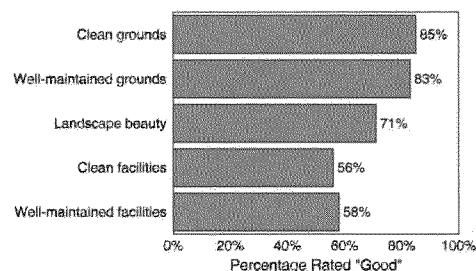 Clean grounds 85%
Well-maintained grounds 83%
Landscape beauty 71%
Clean facilities 56%
Well-maintained facilities 58%
0% 20% 40% 60% 80% 100%
Percentage Rated "Good"